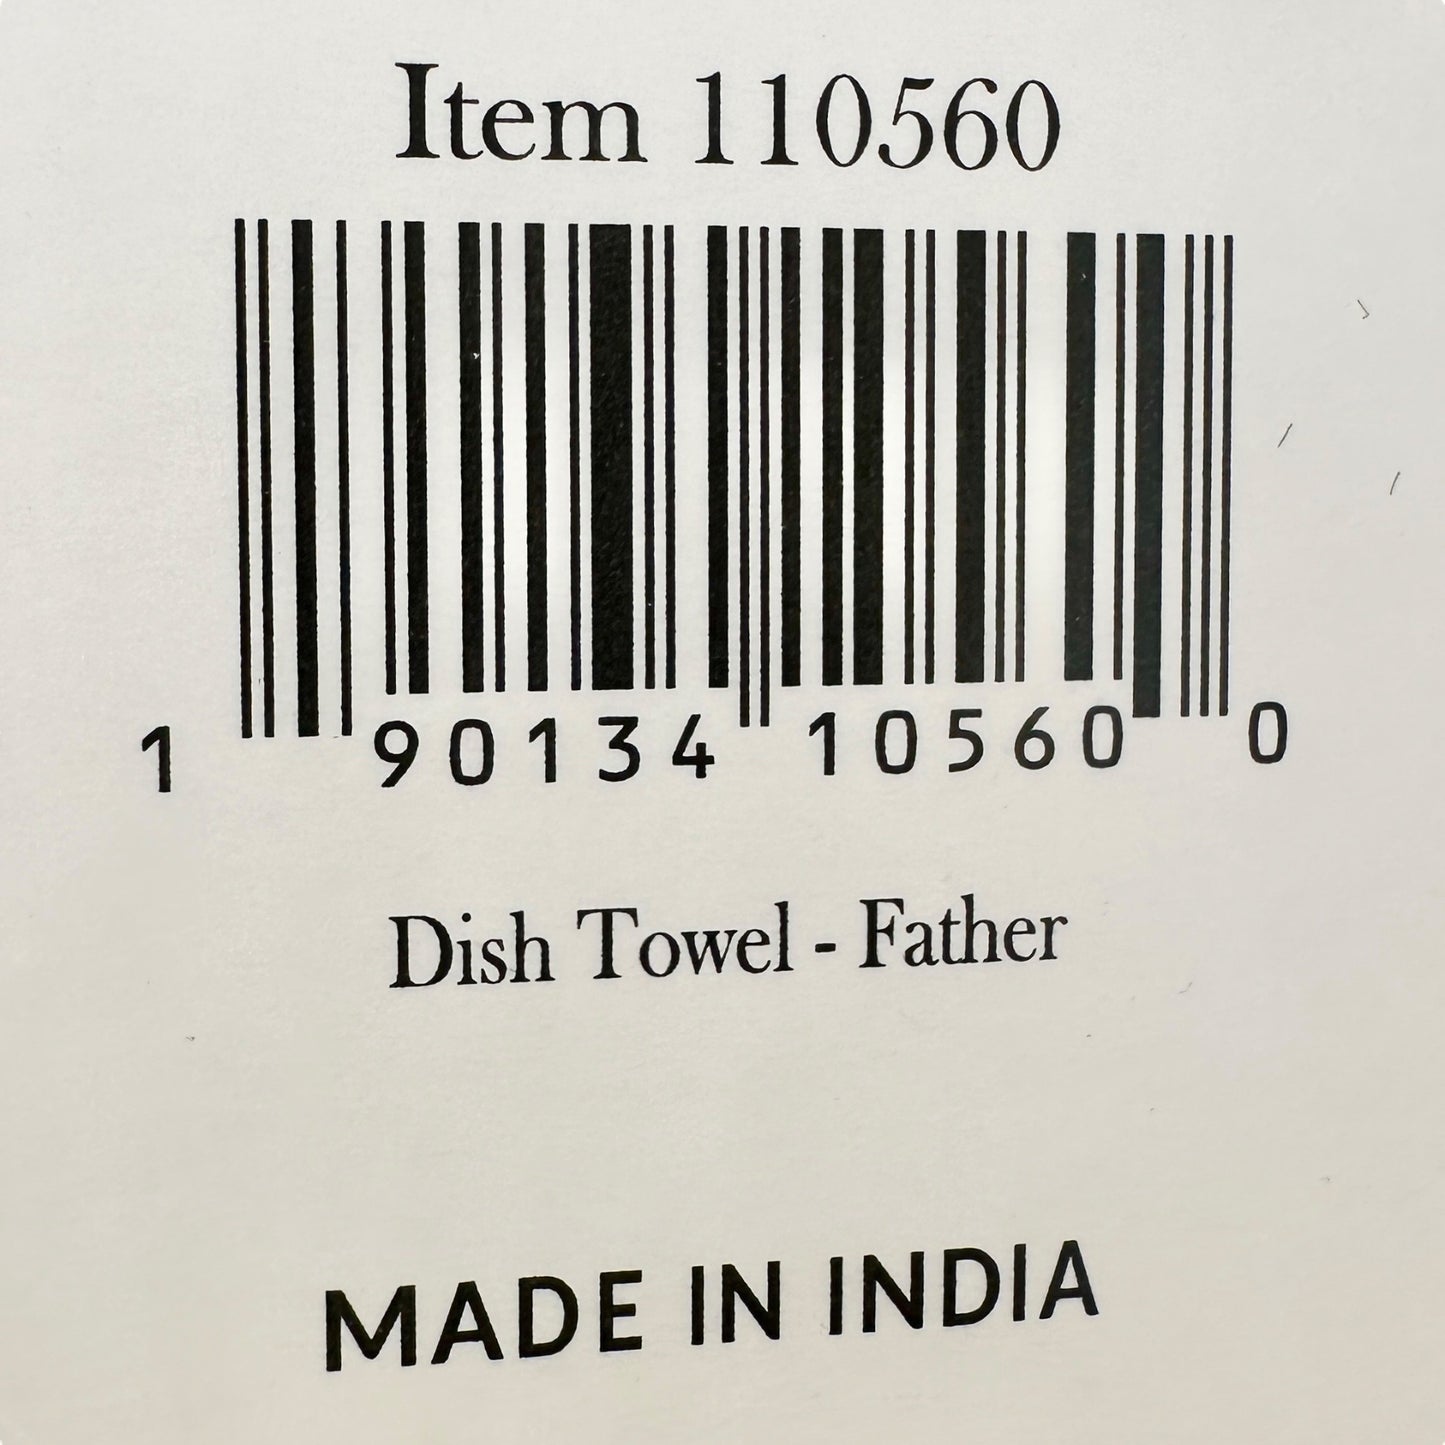 Item 110560
1 90134 10560 0
Dish Towel - Father
MADE IN INDIA